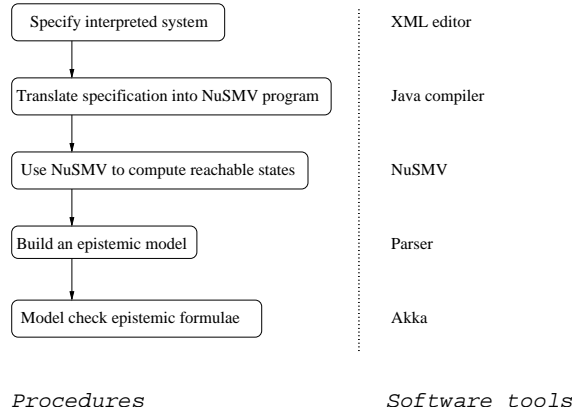 Specify interpreted system
XML editor
Translate specification into NuSMV program
Java compiler
Use NuSMV to compute reachable states
NuSMV
Build an epistemic model
Parser
Model check epistemic formulae
Akka
Procedures
Software tools